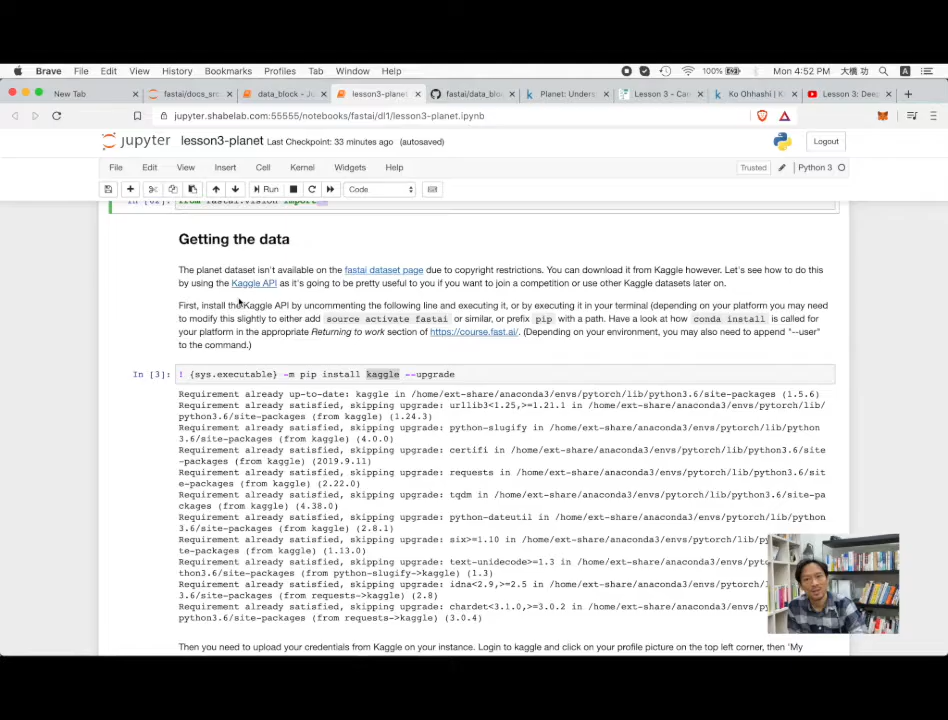 Brave File Edit View History Bookmarks Profiles Tab Window Help 100% Mon 4:52 PM 大橋 功 A
New Tab fastai/docs_src data_block - Ju lesson3-planet fastai/data_bloc Planet: Unders Lesson 3 - Cam Ko Ohhashi | K Lesson 3: Deep
jupyter.shabelab.com:55555/notebooks/fastai/dl1/lesson3-planet.ipynb
jupyter lesson3-planet Last Checkpoint: 33 minutes ago (autosaved) Logout
File Edit View Insert Cell Kernel Widgets Help Trusted Python 3
Run Code
In [62]: from fastai.vision import *
Getting the data
The planet dataset isn't available on the fastai dataset page due to copyright restrictions. You can download it from Kaggle however. Let's see how to do this
by using the Kaggle API as it's going to be pretty useful to you if you want to join a competition or use other Kaggle datasets later on.
First, install the Kaggle API by uncommenting the following line and executing it, or by executing it in your terminal (depending on your platform you may need
to modify this slightly to either add source activate fastai or similar, or prefix pip with a path. Have a look at how conda install is called for
your platform in the appropriate Returning to work section of https://course.fast.ai/. (Depending on your environment, you may also need to append "--user"
to the command.)
In [3]: ! {sys.executable} -m pip install kaggle --upgrade
Requirement already up-to-date: kaggle in /home/ext-share/anaconda3/envs/pytorch/lib/python3.6/site-packages (1.5.6)
Requirement already satisfied, skipping upgrade: urllib3<1.25,>=1.21.1 in /home/ext-share/anaconda3/envs/pytorch/lib/
python3.6/site-packages (from kaggle) (1.24.3)
Requirement already satisfied, skipping upgrade: python-slugify in /home/ext-share/anaconda3/envs/pytorch/lib/python
3.6/site-packages (from kaggle) (4.0.0)
Requirement already satisfied, skipping upgrade: certifi in /home/ext-share/anaconda3/envs/pytorch/lib/python3.6/site
-packages (from kaggle) (2019.9.11)
Requirement already satisfied, skipping upgrade: requests in /home/ext-share/anaconda3/envs/pytorch/lib/python3.6/sit
e-packages (from kaggle) (2.22.0)
Requirement already satisfied, skipping upgrade: tqdm in /home/ext-share/anaconda3/envs/pytorch/lib/python3.6/site-pa
ckages (from kaggle) (4.38.0)
Requirement already satisfied, skipping upgrade: python-dateutil in /home/ext-share/anaconda3/envs/pytorch/lib/python
3.6/site-packages (from kaggle) (2.8.1)
Requirement already satisfied, skipping upgrade: six>=1.10 in /home/ext-share/anaconda3/envs/pytorch/lib/py
te-packages (from kaggle) (1.13.0)
Requirement already satisfied, skipping upgrade: text-unidecode>=1.3 in /home/ext-share/anaconda3/envs/pyto
thon3.6/site-packages (from python-slugify->kaggle) (1.3)
Requirement already satisfied, skipping upgrade: idna<2.9,>=2.5 in /home/ext-share/anaconda3/envs/pytorch/l
e-packages (from requests->kaggle) (2.8)
Requirement already satisfied, skipping upgrade: chardet<3.1.0,>=3.0.2 in /home/ext-share/anaconda3/envs/py
python3.6/site-packages (from requests->kaggle) (3.0.4)
Then you need to upload your credentials from Kaggle on your instance. Login to kaggle and click on your profile picture on the top left corner, then 'My